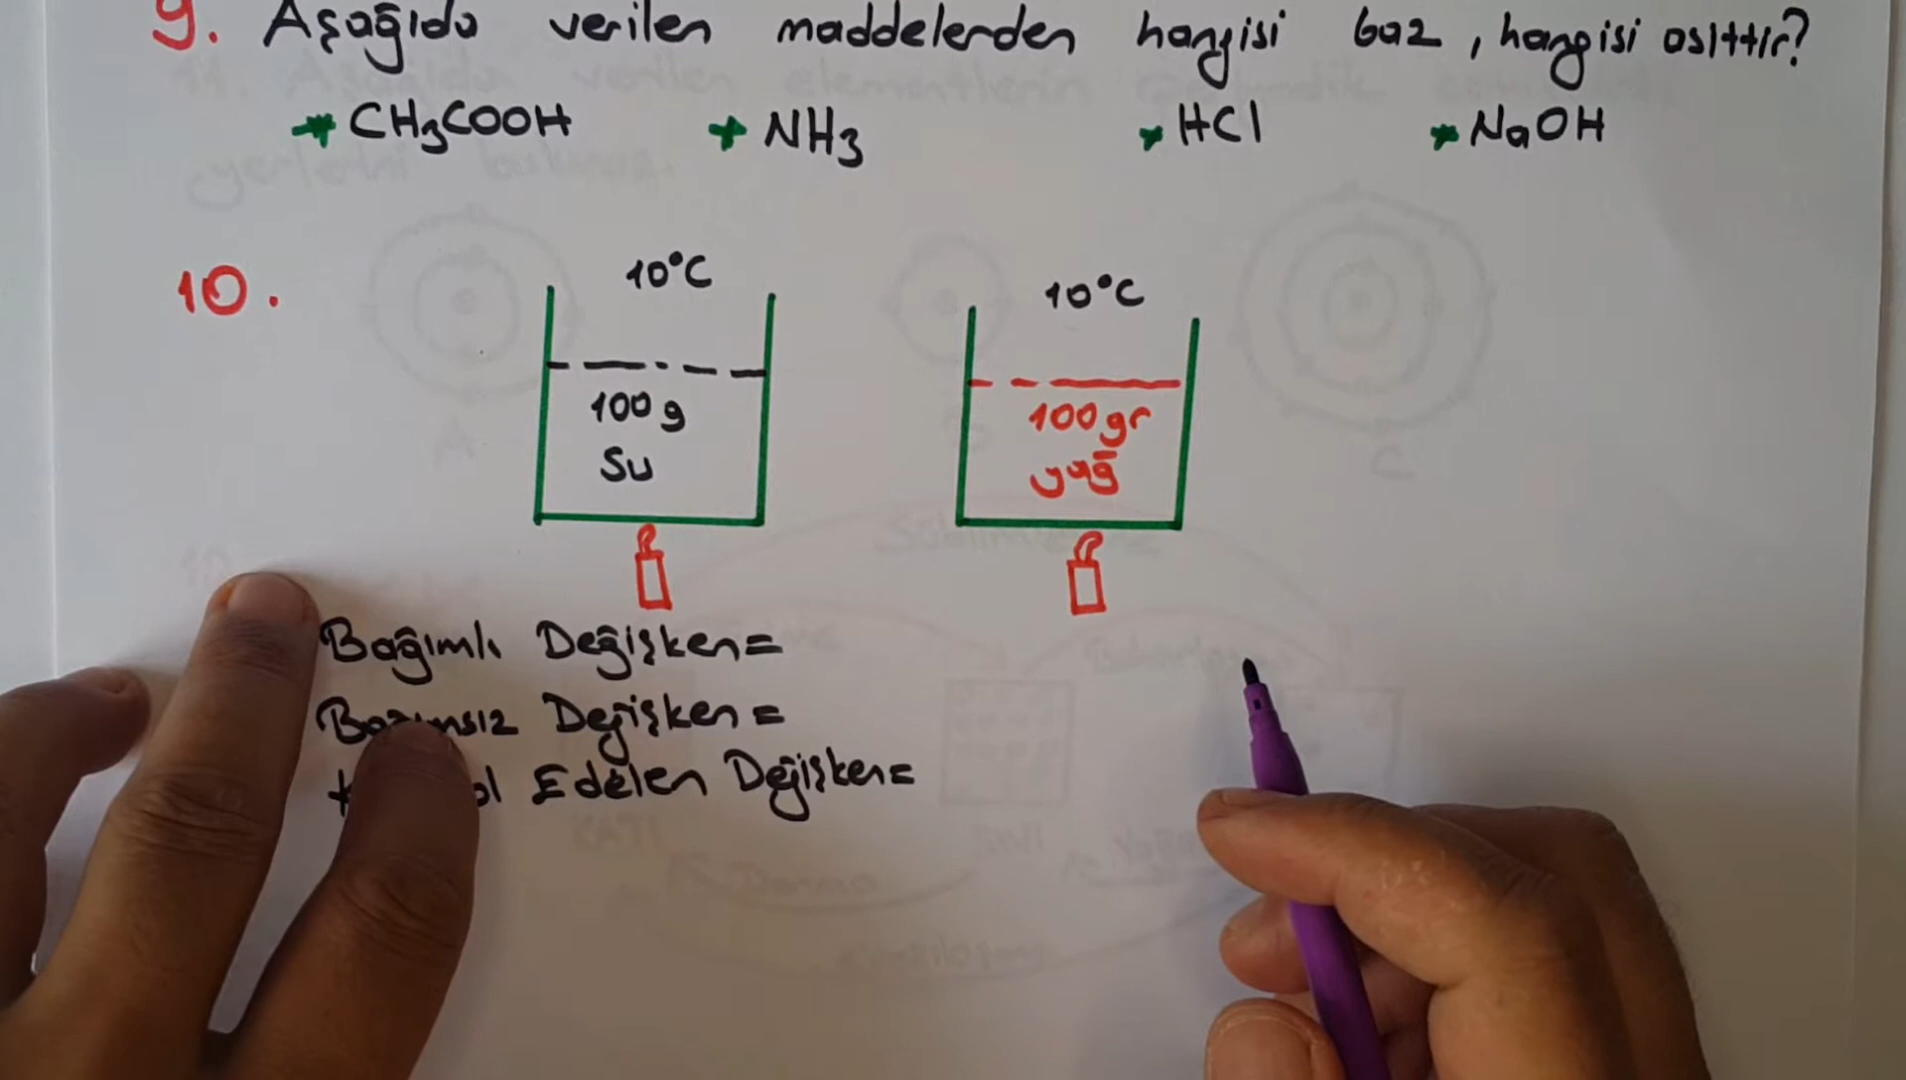 9. Aşağıda verilen maddelerden hangisi baz, hangisi asittir?
CH3COOH NH3 HCl NaOH
10.
10°C 10°C
100 g 100 gr
Su yağ
Bağımlı Değişken=
Değişken=
Edilen Değişken=